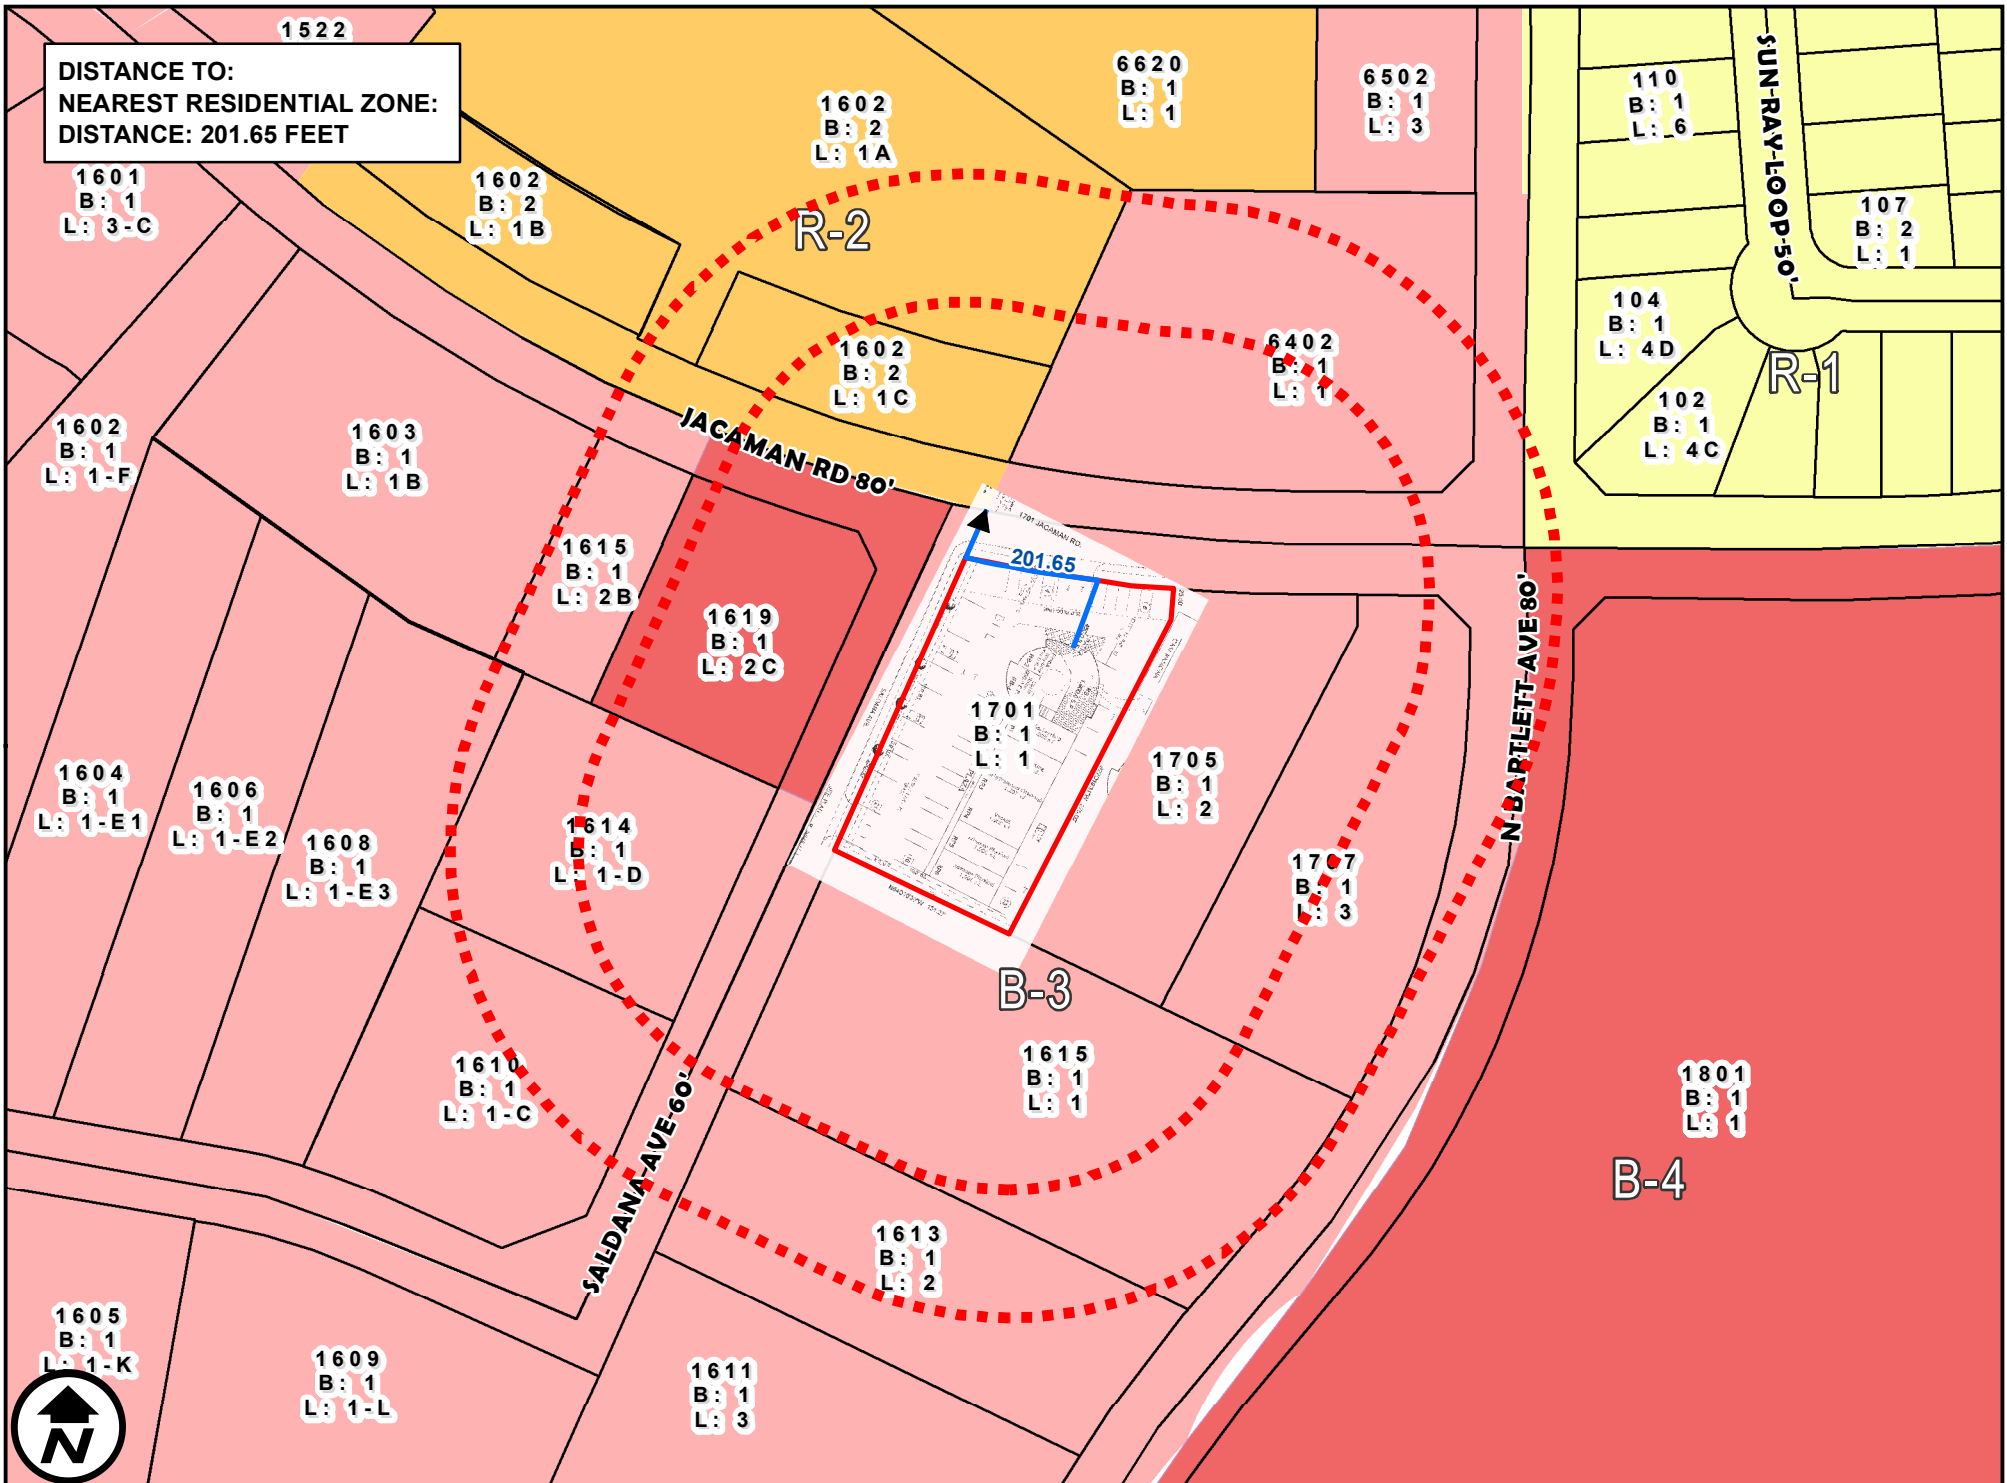 1522
DISTANCE TO:
NEAREST RESIDENTIAL ZONE:
DISTANCE: 201.65 FEET
6620
B: 1
L: 1
6502
B: 1
L: 3
110
B: 1
L: 6
SUN RAY LOOP 50'
1602
B: 2
L: 1A
1601
B: 1
L: 3-C
1602
B: 2
L: 1B
R-2
107
B: 2
L: 1
104
B: 1
L: 4D
R-1
102
B: 1
L: 4C
1602
B: 2
L: 1C
6402
B: 1
L: 1
1602
B: 1
L: 1-F
1603
B: 1
L: 1B
JACAMAN RD 80'
1615
B: 1
L: 2B
1619
B: 1
L: 2C
1701 JACAMAN RD.
201.65
1701
B: 1
L: 1
1705
B: 1
L: 2
N BARTLETT AVE 80'
1604
B: 1
L: 1-E1
1606
B: 1
L: 1-E2
1608
B: 1
L: 1-E3
1614
B: 1
L: 1-D
1707
B: 1
L: 3
B-3
1610
B: 1
L: 1-C
1615
B: 1
L: 1
1801
B: 1
L: 1
B-4
SALDANA AVE 60'
1613
B: 1
L: 2
1605
B: 1
L: 1-K
1609
B: 1
L: 1-L
1611
B: 1
L: 3
N